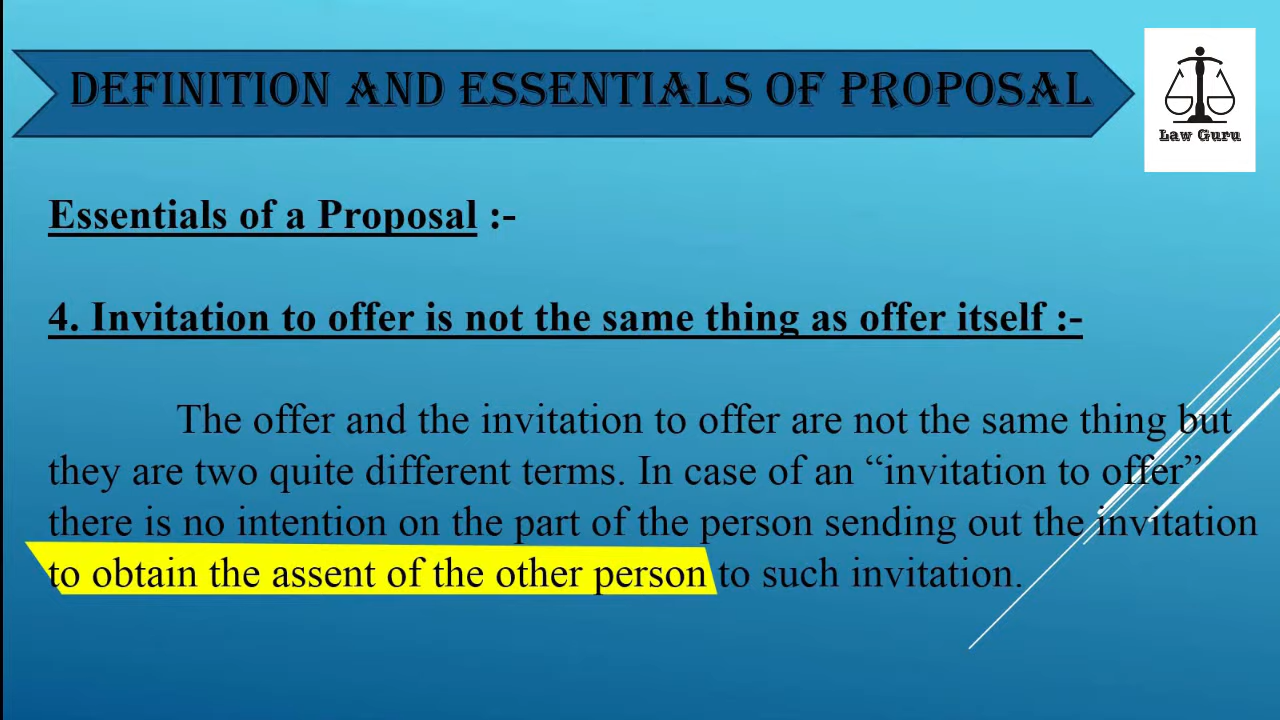 DEFINITION AND ESSENTIALS OF PROPOSAL
Law Guru
Essentials of a Proposal :-
4. Invitation to offer is not the same thing as offer itself :-
The offer and the invitation to offer are not the same thing but
they are two quite different terms. In case of an “invitation to offer”
there is no intention on the part of the person sending out the invitation
to obtain the assent of the other person to such invitation.